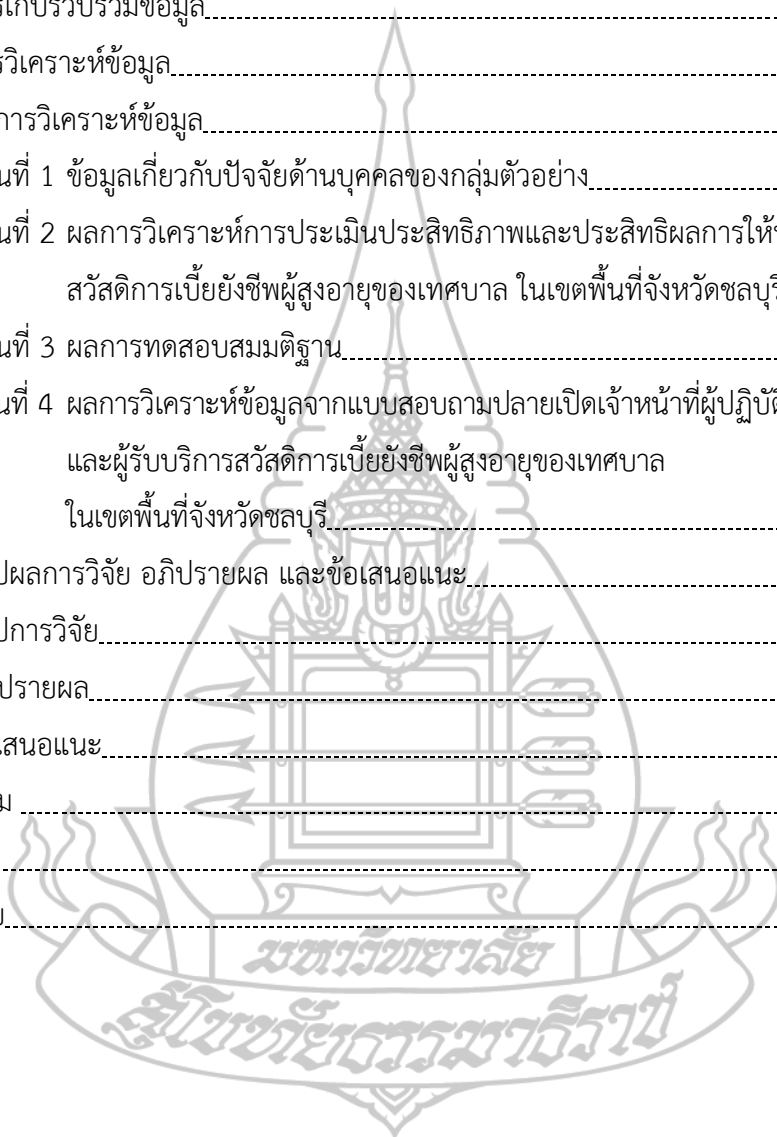 รเก็บรวบรวมข้อมูล
รวิเคราะห์ข้อมูล
การวิเคราะห์ข้อมูล
นที่ 1 ข้อมูลเกี่ยวกับปัจจัยด้านบุคคลของกลุ่มตัวอย่าง
นที่ 2 ผลการวิเคราะห์การประเมินประสิทธิภาพและประสิทธิผลการให้
สวัสดิการเบี้ยยังชีพผู้สูงอายุของเทศบาล ในเขตพื้นที่จังหวัดชลบุรี
นที่ 3 ผลการทดสอบสมมติฐาน
นที่ 4 ผลการวิเคราะห์ข้อมูลจากแบบสอบถามปลายเปิดเจ้าหน้าที่ผู้ปฏิบัติ
และผู้รับบริการสวัสดิการเบี้ยยังชีพผู้สูงอายุของเทศบาล
ในเขตพื้นที่จังหวัดชลบุรี
ปผลการวิจัย อภิปรายผล และข้อเสนอแนะ
ปการวิจัย
ปรายผล
เสนอแนะ
ม
มหาวิทยาลัย
สุโขทัยธรรมาธิราช